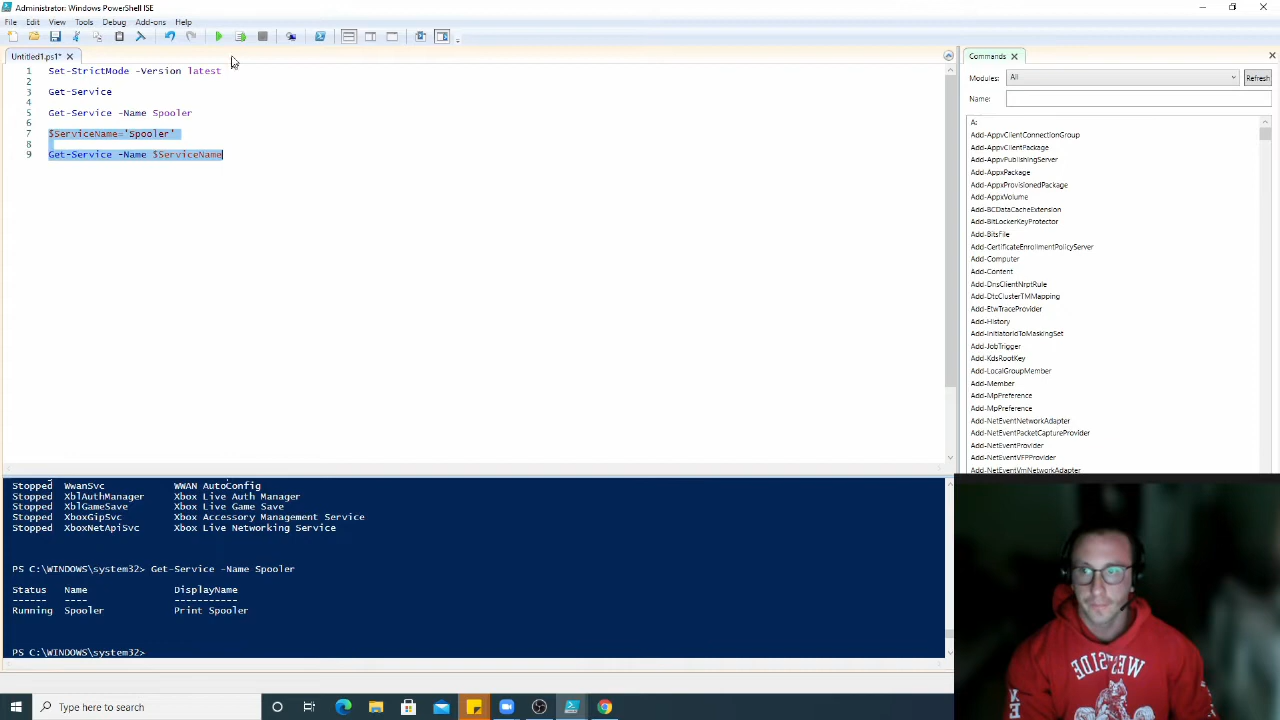 Administrator: Windows PowerShell ISE
File Edit View Tools Debug Add-ons Help
Untitled1.ps1*
1 Set-StrictMode -Version latest
2
3 Get-Service
4
5 Get-Service -Name Spooler
6
7 $ServiceName='Spooler'
8
9 Get-Service -Name $ServiceName
Commands
Modules: All Refresh
Name:
A:
Add-AppvClientConnectionGroup
Add-AppvClientPackage
Add-AppvPublishingServer
Add-AppxPackage
Add-AppxProvisionedPackage
Add-AppxVolume
Add-BCDataCacheExtension
Add-BitLockerKeyProtector
Add-BitsFile
Add-CertificateEnrollmentPolicyServer
Add-Computer
Add-Content
Add-DnsClientNrptRule
Add-DtcClusterTMMapping
Add-EtwTraceProvider
Add-History
Add-InitiatorIdToMaskingSet
Add-JobTrigger
Add-KdsRootKey
Add-LocalGroupMember
Add-Member
Add-MpPreference
Add-MpPreference
Add-NetEventNetworkAdapter
Add-NetEventPacketCaptureProvider
Add-NetEventProvider
Add-NetEventVFPProvider
Add-NetEventVmNetworkAdapter
Stopped WwanSvc WWAN AutoConfig
Stopped XblAuthManager Xbox Live Auth Manager
Stopped XblGameSave Xbox Live Game Save
Stopped XboxGipSvc Xbox Accessory Management Service
Stopped XboxNetApiSvc Xbox Live Networking Service
PS C:\WINDOWS\system32> Get-Service -Name Spooler
Status Name DisplayName
------ ---- -----------
Running Spooler Print Spooler
PS C:\WINDOWS\system32>
WESTSIDE
Type here to search